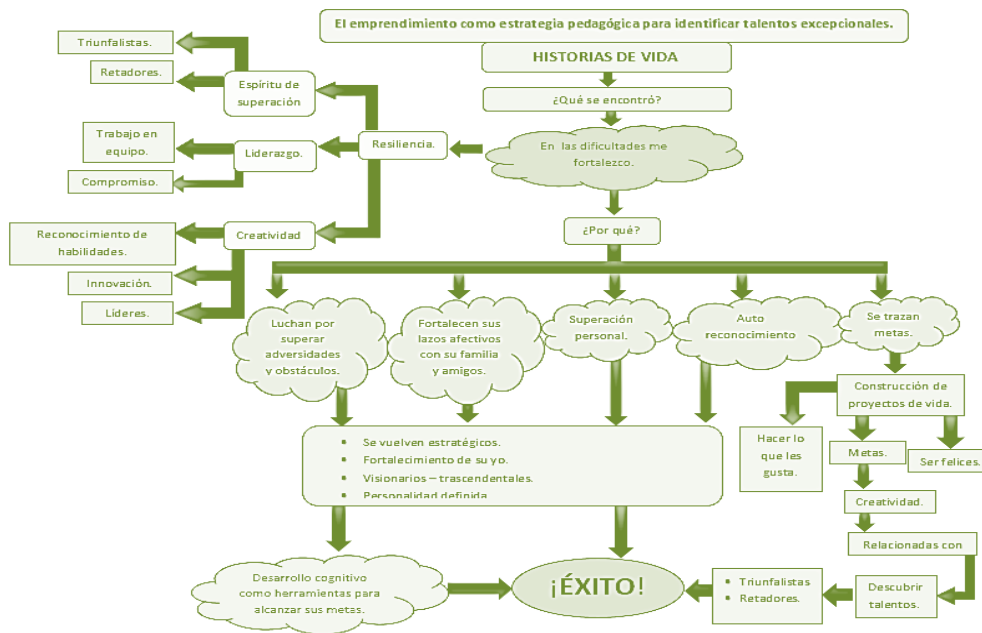 El emprendimiento como estrategia pedagógica para identificar talentos excepcionales.
HISTORIAS DE VIDA
¿Qué se encontró?
En las dificultades me
fortalezco.
Resiliencia.
Espíritu de
superación
Triunfalistas.
Retadores.
Liderazgo.
Trabajo en
equipo.
Compromiso.
Creatividad
Reconocimiento de
habilidades.
Innovación.
Líderes.
¿Por qué?
Luchan por
superar
adversidades
y obstáculos.
Fortalecen sus
lazos afectivos
con su familia
y amigos.
Superación
personal.
Auto
reconocimiento
Se trazan
metas.
Construcción de
proyectos de vida.
Hacer lo
que les
gusta.
Metas.
Ser felices.
Creatividad.
Relacionadas con
Descubrir
talentos.
• Triunfalistas
• Retadores.
• Se vuelven estratégicos.
• Fortalecimiento de su yo.
• Visionarios – trascendentales.
• Personalidad definida
Desarrollo cognitivo
como herramientas para
alcanzar sus metas.
¡ÉXITO!